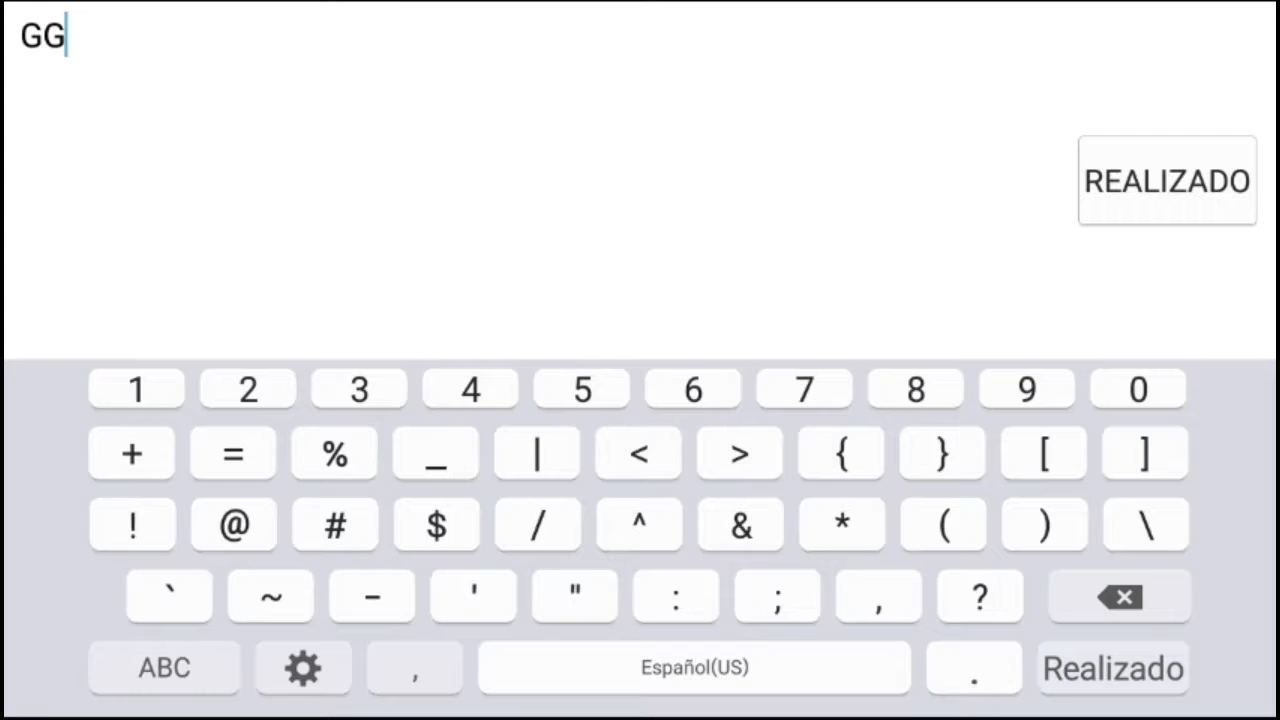 GG
REALIZADO
1 2 3 4 5 6 7 8 9 0
+ = % _ | < > { } [ ]
! @ # $ / ^ & * ( ) \
` ~ - ' " : ; , ?
ABC , Español(US) . Realizado